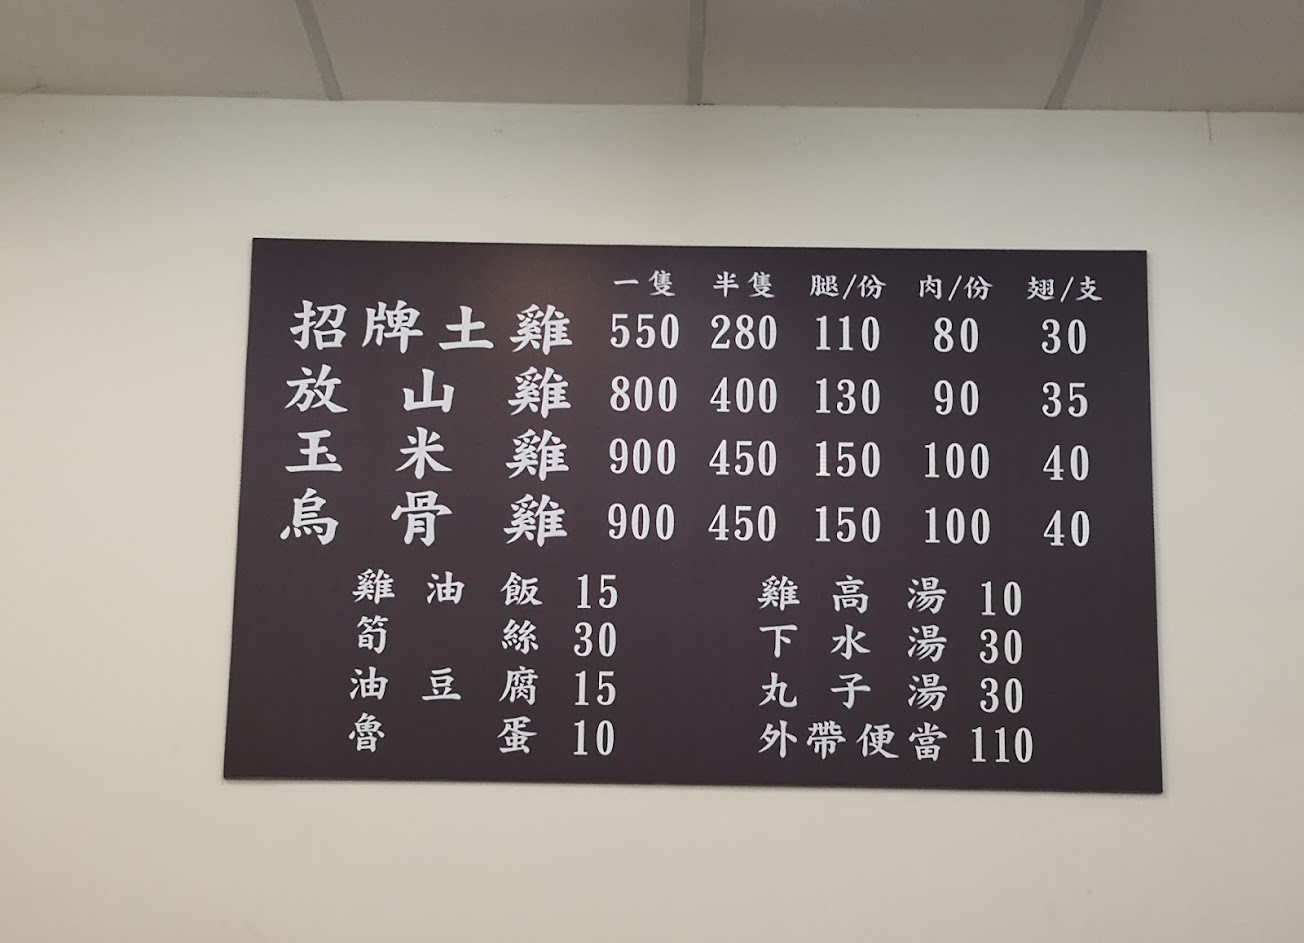 一隻 半隻 腿/份 肉/份 翅/支
招牌土雞 550 280 110 80 30
放山雞 800 400 130 90 35
玉米雞 900 450 150 100 40
烏骨雞 900 450 150 100 40
雞油飯 15 雞高湯 10
筍絲 30 下水湯 30
油豆腐 15 丸子湯 30
魯蛋 10 外帶便當 110